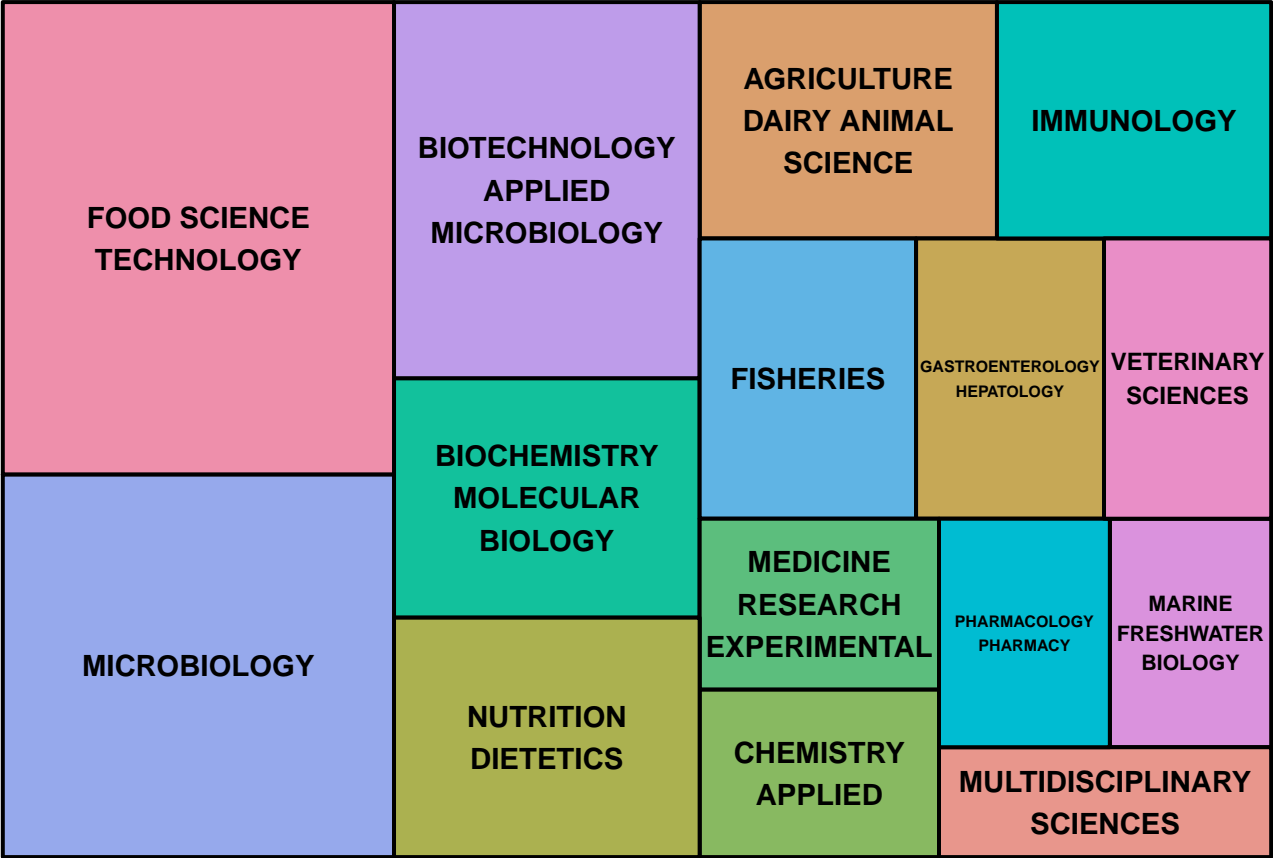 FOOD SCIENCE
TECHNOLOGY
MICROBIOLOGY
BIOTECHNOLOGY
APPLIED
MICROBIOLOGY
BIOCHEMISTRY
MOLECULAR
BIOLOGY
NUTRITION
DIETETICS
AGRICULTURE
DAIRY ANIMAL
SCIENCE
IMMUNOLOGY
FISHERIES
GASTROENTEROLOGY
HEPATOLOGY
VETERINARY
SCIENCES
MEDICINE
RESEARCH
EXPERIMENTAL
CHEMISTRY
APPLIED
PHARMACOLOGY
PHARMACY
MARINE
FRESHWATER
BIOLOGY
MULTIDISCIPLINARY
SCIENCES